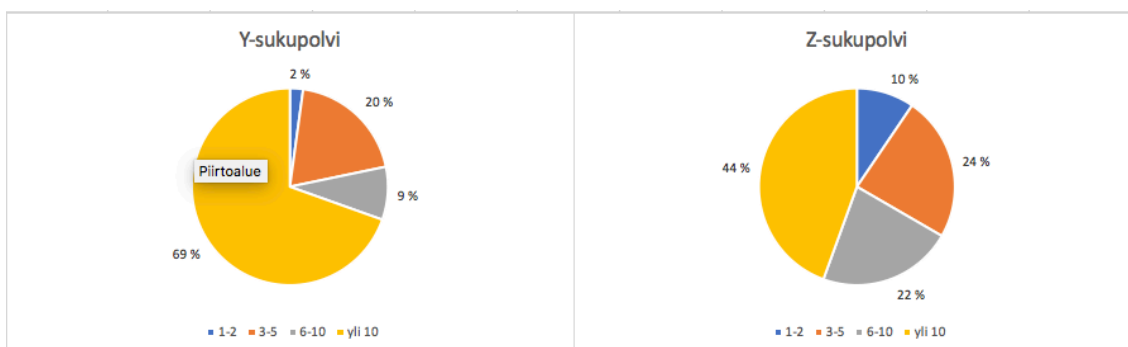 Y-sukupolvi
2 %
20 %
Piirtoalue
9 %
69 %
1-2 3-5 6-10 yli 10
Z-sukupolvi
10 %
24 %
44 %
22 %
1-2 3-5 6-10 yli 10